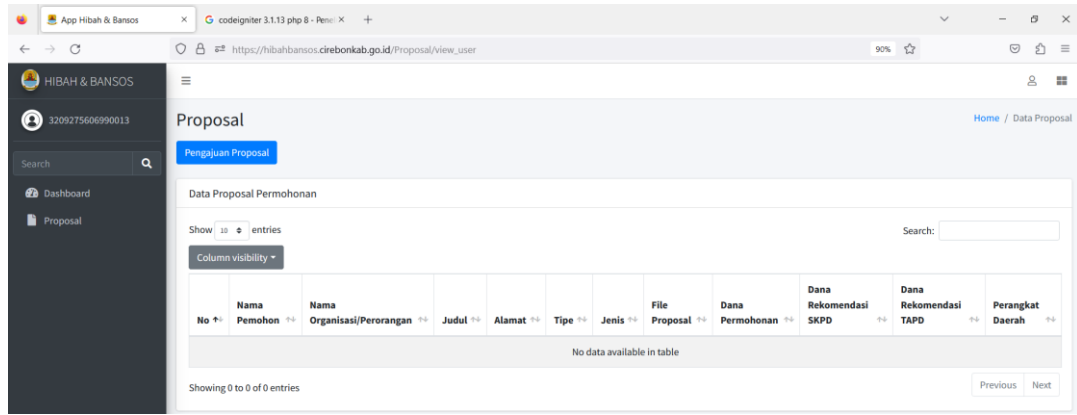 App Hibah & Bansos
codeigniter 3.1.13 php 8 - Penel
https://hibahbansos.cirebonkab.go.id/Proposal/view_user
90%
HIBAH & BANSOS
3209275606990013
Search
Dashboard
Proposal
Proposal
Home / Data Proposal
Pengajuan Proposal
Data Proposal Permohonan
Show 10 entries
Search:
Column visibility
No
Nama Pemohon
Nama Organisasi/Perorangan
Judul
Alamat
Tipe
Jenis
File Proposal
Dana Permohonan
Dana Rekomendasi SKPD
Dana Rekomendasi TAPD
Perangkat Daerah
No data available in table
Showing 0 to 0 of 0 entries
Previous
Next